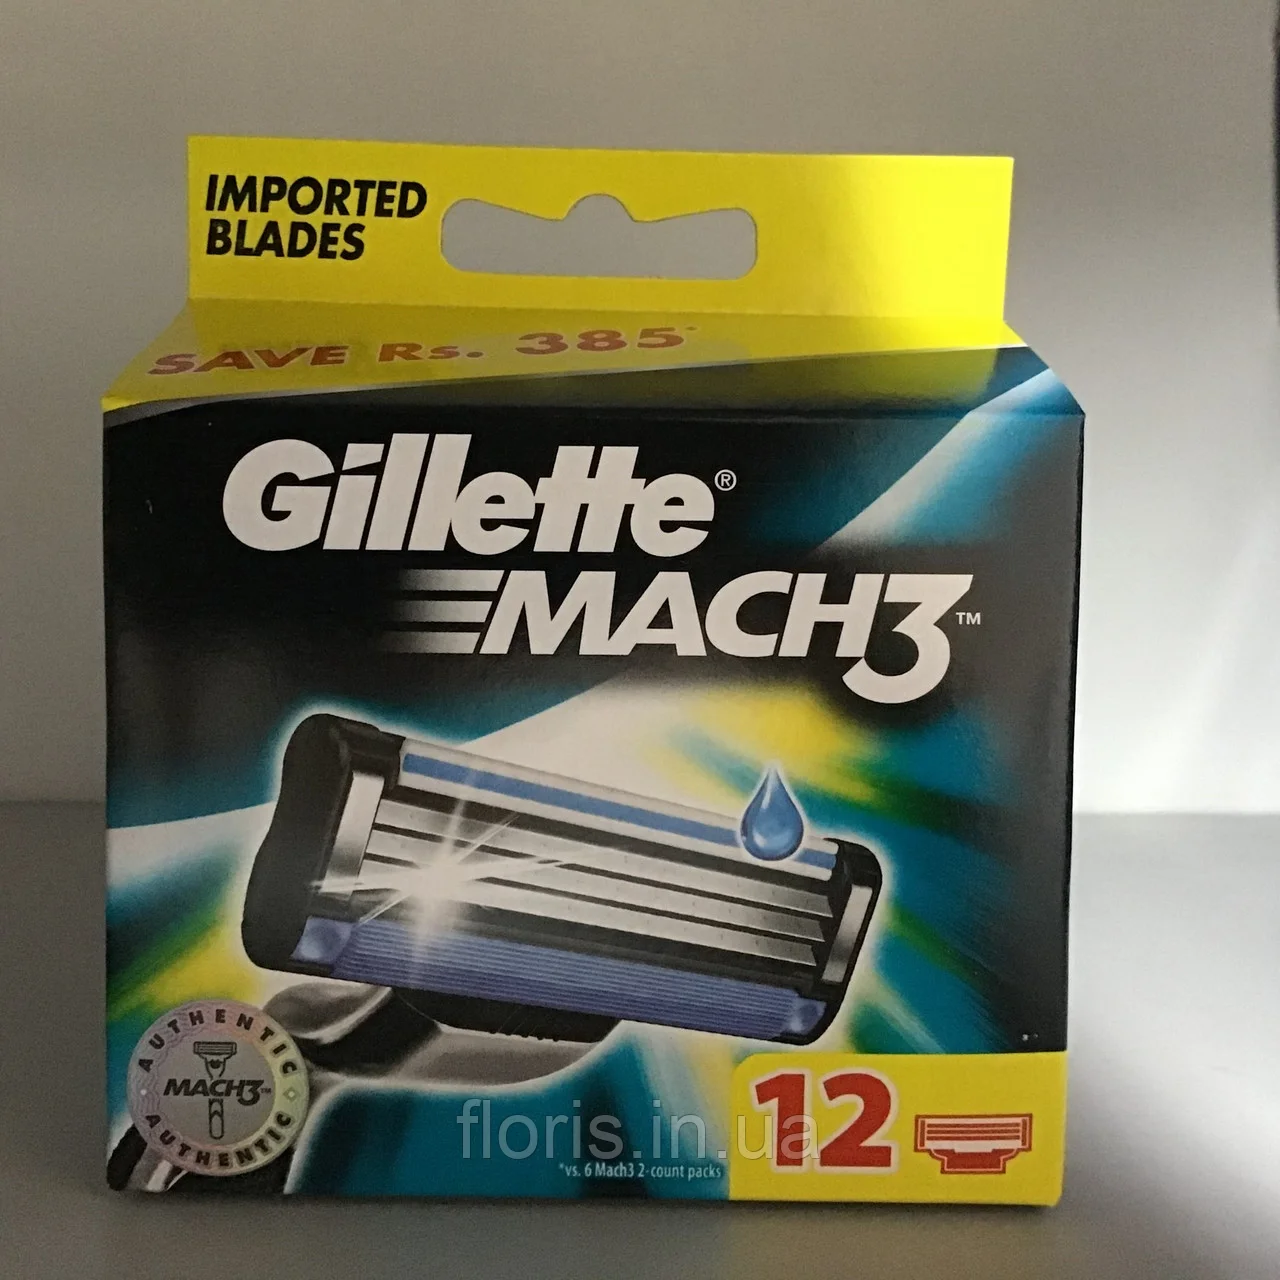 IMPORTED
BLADES
SAVE Rs. 385*
Gillette®
MACH3™
AUTHENTIC
MACH3™
AUTHENTIC
12
floris.in.ua
*vs. 6 Mach3 2-count packs